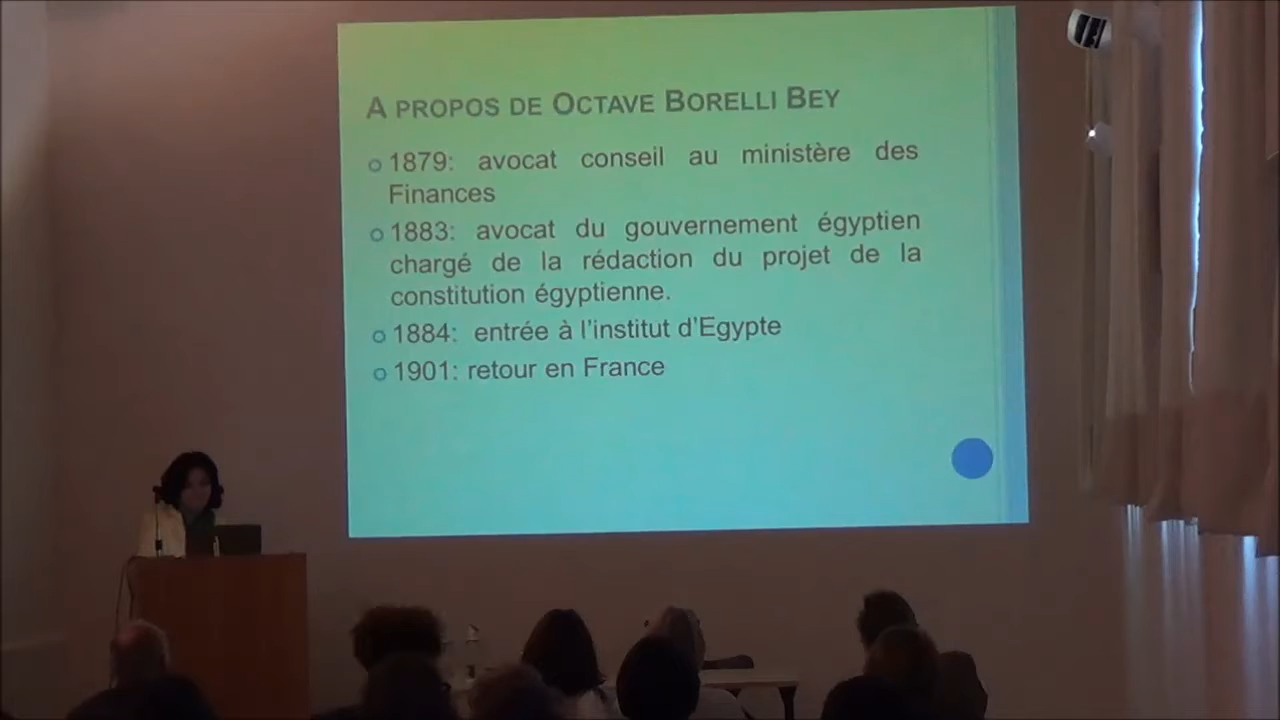 A PROPOS DE OCTAVE BORELLI BEY
1879: avocat conseil au ministère des
Finances
1883: avocat du gouvernement égyptien
chargé de la rédaction du projet de la
constitution égyptienne.
1884: entrée à l'institut d'Egypte
1901: retour en France